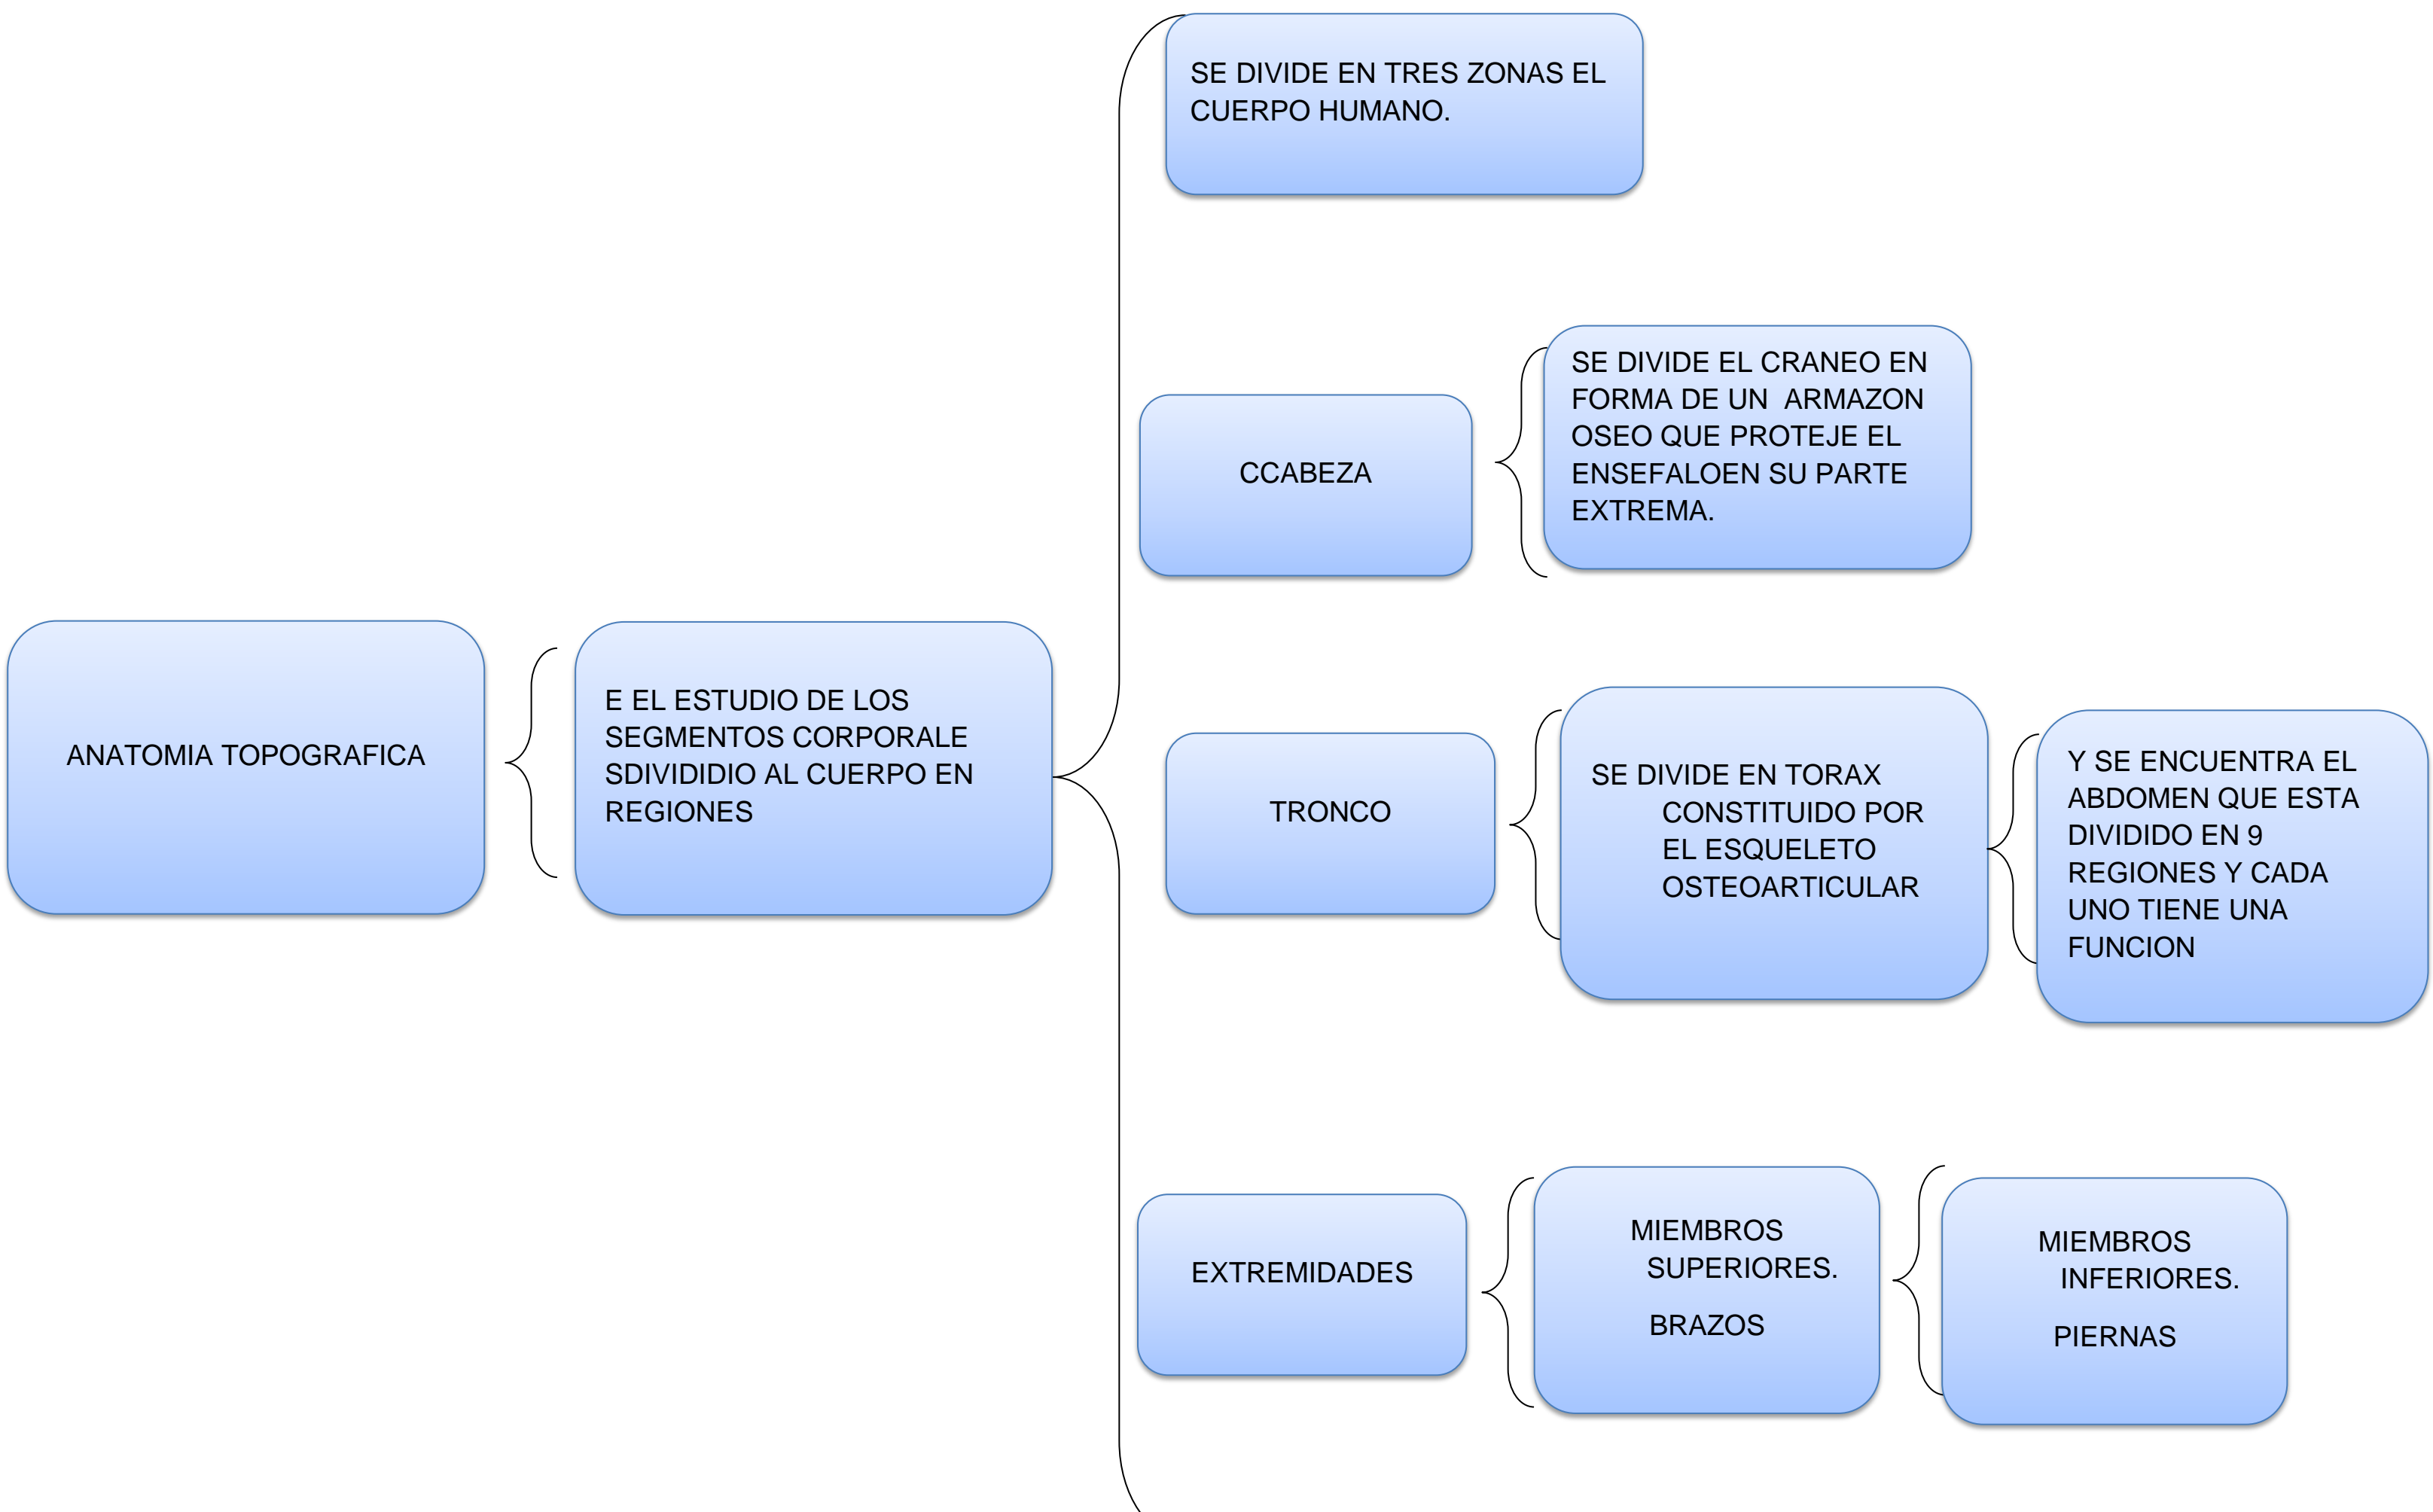 SE DIVIDE EN TRES ZONAS EL
CUERPO HUMANO.
CCABEZA
SE DIVIDE EL CRANEO EN
FORMA DE UN ARMAZON
OSEO QUE PROTEJE EL
ENSEFALOEN SU PARTE
EXTREMA.
ANATOMIA TOPOGRAFICA
E EL ESTUDIO DE LOS
SEGMENTOS CORPORALE
SDIVIDIDIO AL CUERPO EN
REGIONES
TRONCO
SE DIVIDE EN TORAX
CONSTITUIDO POR
EL ESQUELETO
OSTEOARTICULAR
Y SE ENCUENTRA EL
ABDOMEN QUE ESTA
DIVIDIDO EN 9
REGIONES Y CADA
UNO TIENE UNA
FUNCION
EXTREMIDADES
MIEMBROS
SUPERIORES.
BRAZOS
MIEMBROS
INFERIORES.
PIERNAS